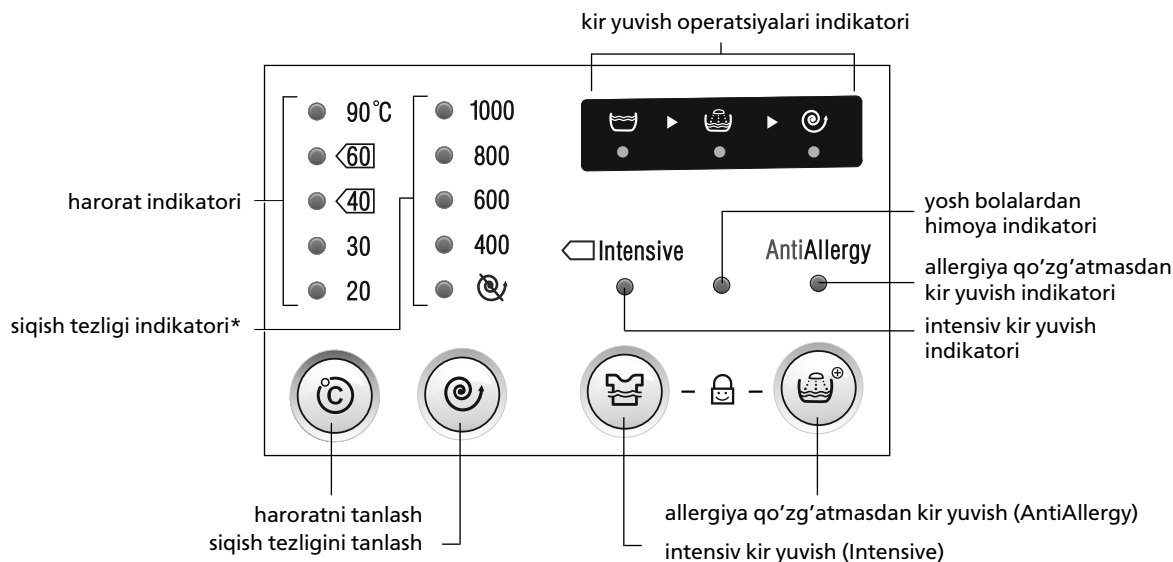 kir yuvish operatsiyalari indikatori
90°C
60
40
30
20
1000
800
600
400
harorat indikatori
siqish tezligi indikatori*
Intensive
AntiAllergy
yosh bolalardan
himoya indikatori
allergiya qo'zg'atmasdan
kir yuvish indikatori
intensiv kir yuvish
indikatori
°C
haroratni tanlash
siqish tezligini tanlash
allergiya qo'zg'atmasdan kir yuvish (AntiAllergy)
intensiv kir yuvish (Intensive)